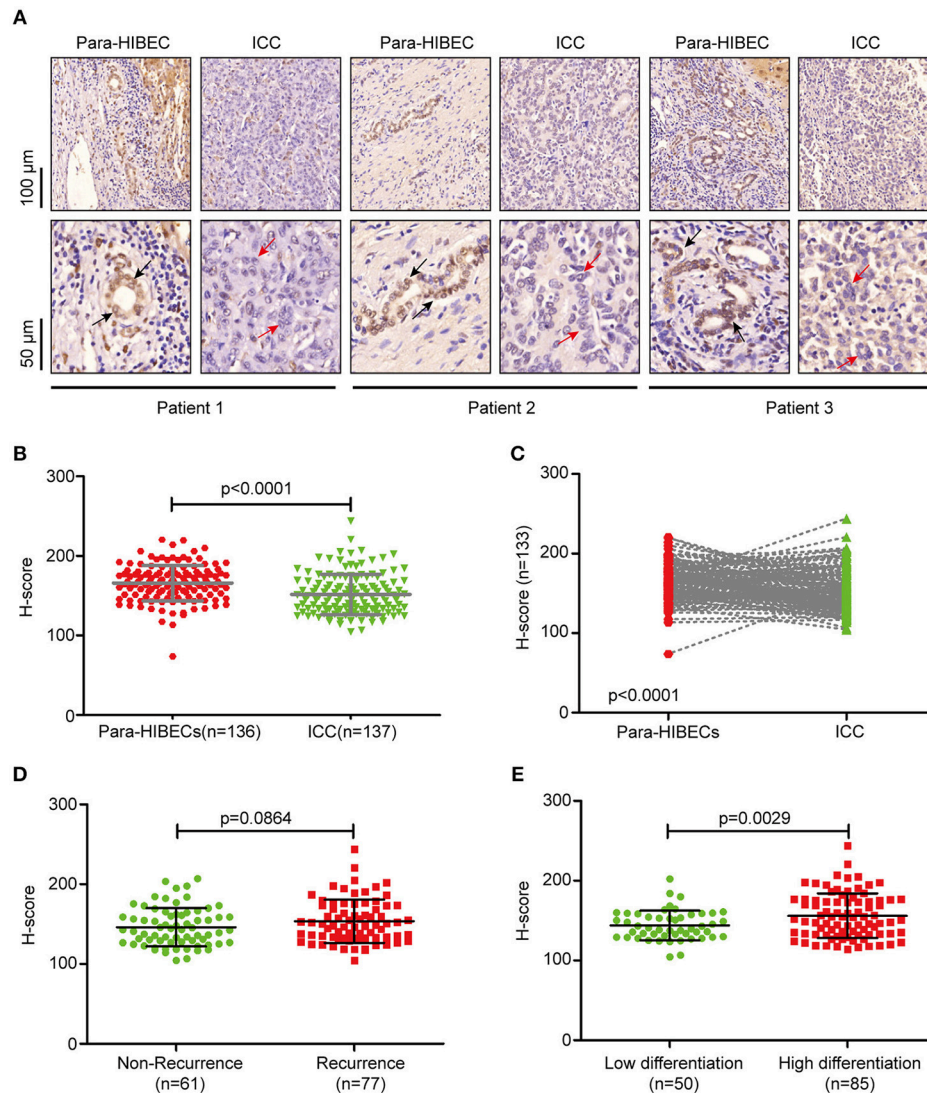 A
Para-HIBEC ICC Para-HIBEC ICC Para-HIBEC ICC
100 µm
50 µm
Patient 1 Patient 2 Patient 3
B
300
200
100
0
H-score
p<0.0001
Para-HIBECs(n=136) ICC(n=137)
C
300
200
100
0
H-score (n=133)
p<0.0001
Para-HIBECs ICC
D
300
200
100
0
H-score
p=0.0864
Non-Recurrence Recurrence
(n=61) (n=77)
E
300
200
100
0
H-score
p=0.0029
Low differentiation High differentiation
(n=50) (n=85)